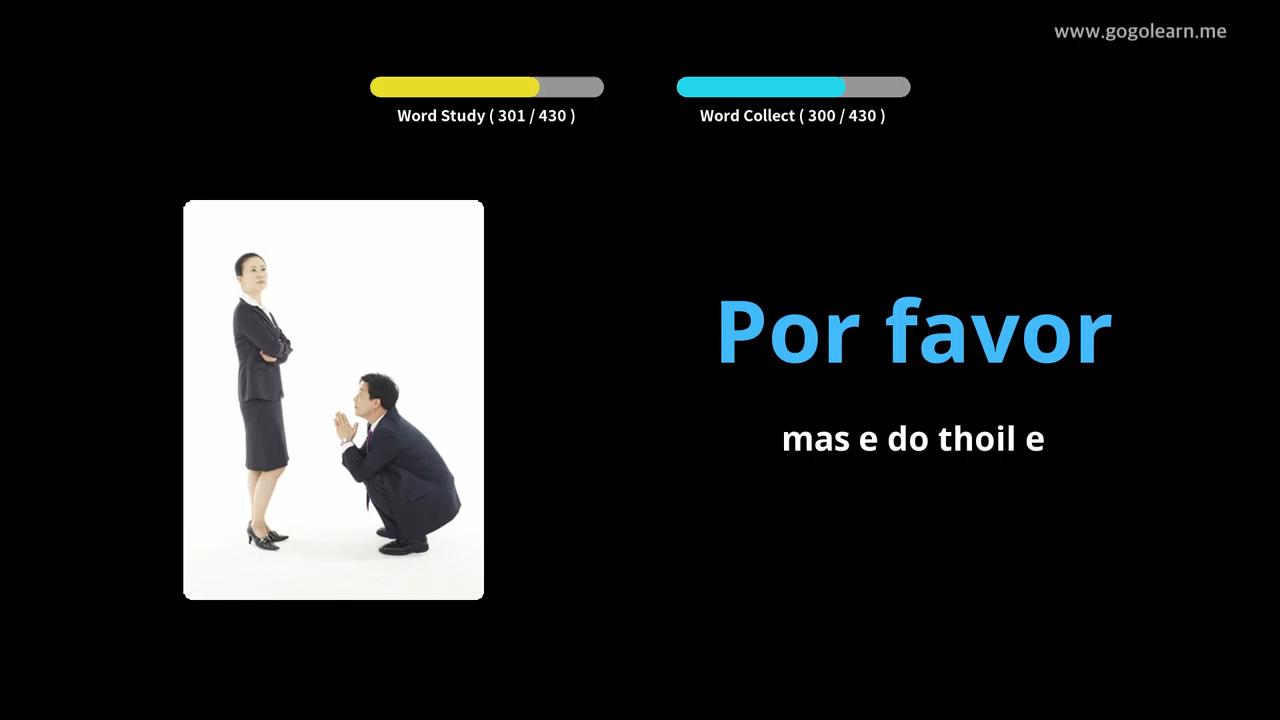 www.gogolearn.me
Word Study ( 301 / 430 )
Word Collect ( 300 / 430 )
Por favor
mas e do thoil e